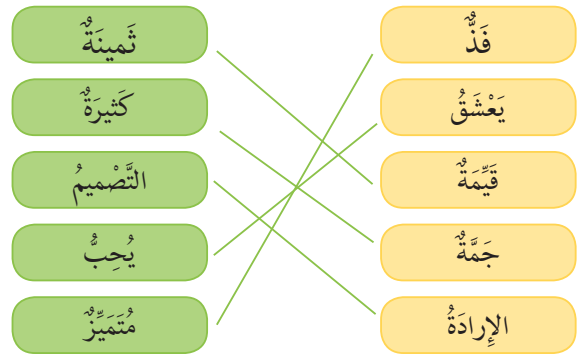 فَذٌّ ثَمينَةٌ
يَعْشَقُ كَثيرَةٌ
قَيِّمَةٌ التَّصْميمُ
جَمَّةٌ يُحِبُّ
الإِرادَةُ مُتَمَيِّزٌ